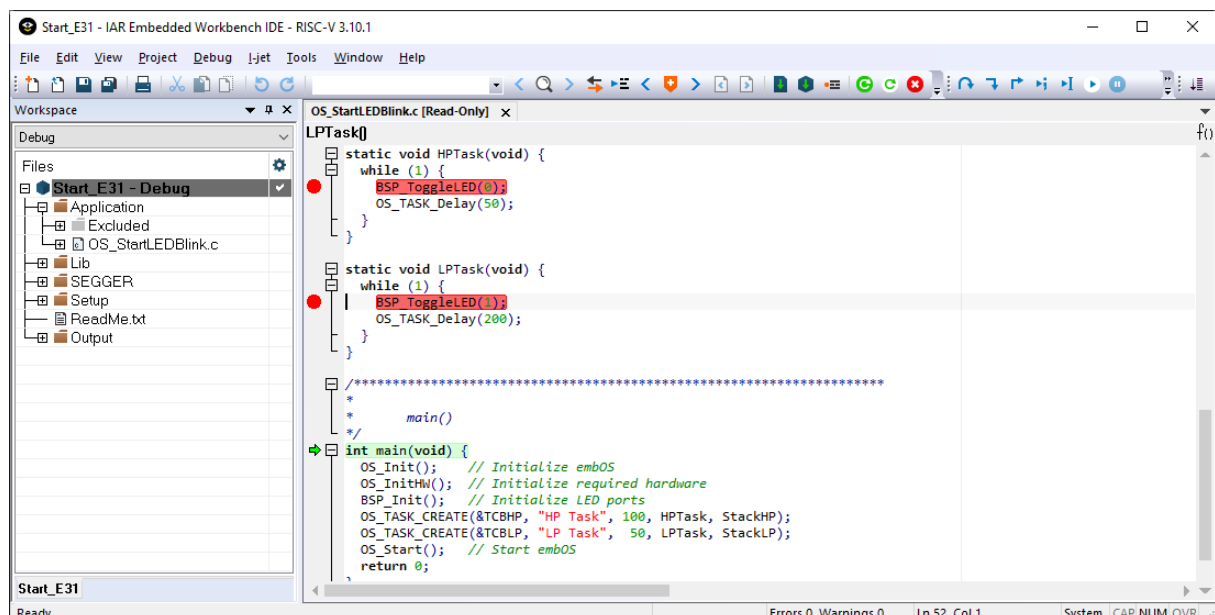 Start_E31 - IAR Embedded Workbench IDE - RISC-V 3.10.1
File Edit View Project Debug I-jet Tools Window Help
Workspace
Debug
Files
Start_E31 - Debug
Application
Excluded
OS_StartLEDBlink.c
Lib
SEGGER
Setup
ReadMe.txt
Output
Start_E31
OS_StartLEDBlink.c [Read-Only]
LPTask()
f()
static void HPTask(void) {
while (1) {
BSP_ToggleLED(0);
OS_TASK_Delay(50);
}
}
static void LPTask(void) {
while (1) {
BSP_ToggleLED(1);
OS_TASK_Delay(200);
}
}
/*********************************************************************
*
*       main()
*/
int main(void) {
OS_Init();    // Initialize embOS
OS_InitHW();  // Initialize required hardware
BSP_Init();   // Initialize LED ports
OS_TASK_CREATE(&TCBHP, "HP Task", 100, HPTask, StackHP);
OS_TASK_CREATE(&TCBLP, "LP Task",  50, LPTask, StackLP);
OS_Start();   // Start embOS
return 0;
Ready Errors 0, Warnings 0 Ln 52, Col 1 System CAP NUM OVR